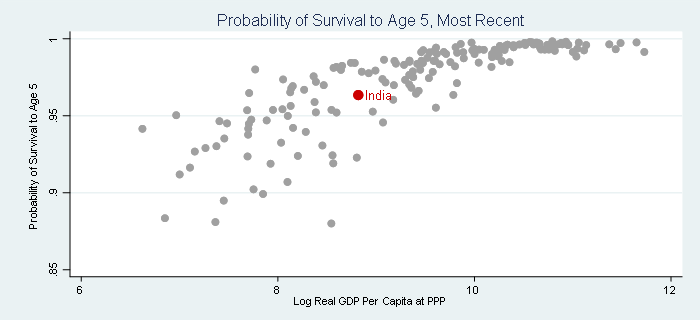 Probability of Survival to Age 5, Most Recent
Probability of Survival to Age 5
1
.95
.9
.85
India
6 8 10 12
Log Real GDP Per Capita at PPP